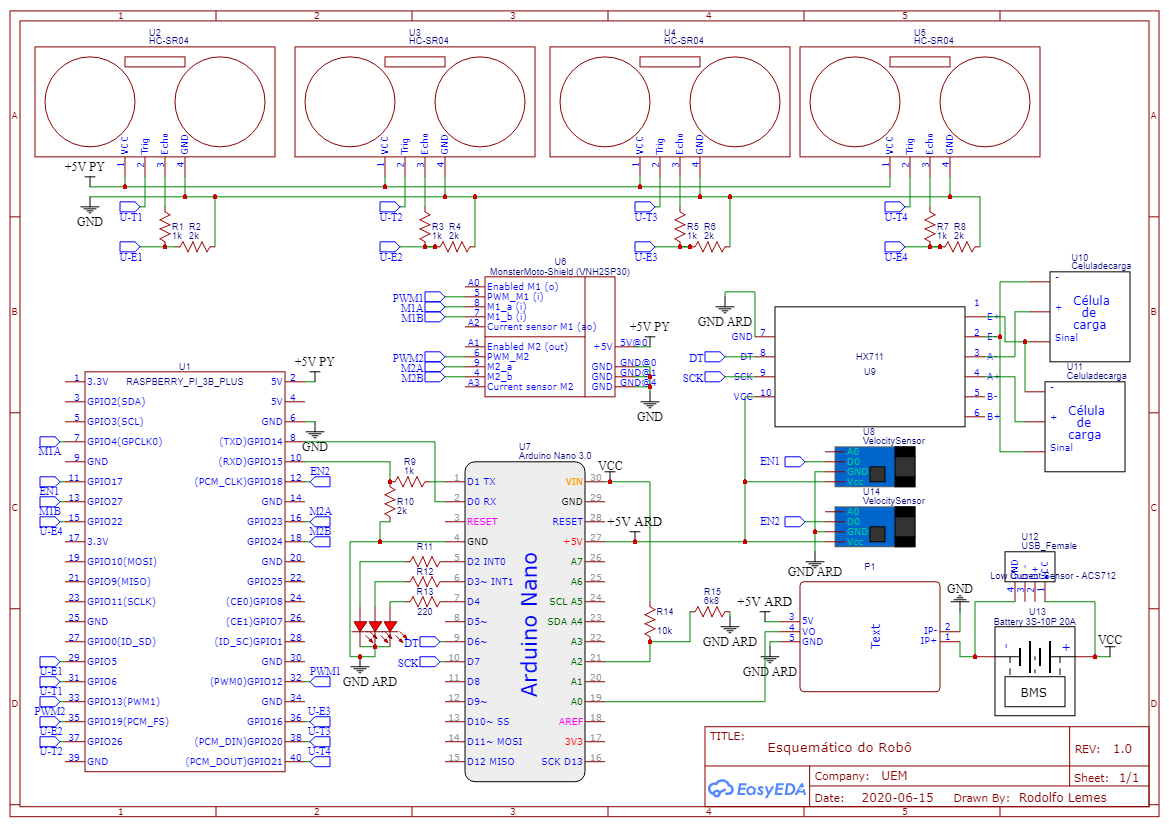 1 2 3 4 5
U2
HC-SR04
U3
HC-SR04
U4
HC-SR04
U5
HC-SR04
A
A
VCC Trig Echo GND
VCC Trig Echo GND
VCC Trig Echo GND
VCC Trig Echo GND
1 2 3 4
1 2 3 4
1 2 3 4
1 2 3 4
+5V PY
GND
U-T1
R1
1k
R2
2k
U-E1
U-T2
R3
1k
R4
2k
U-E2
U-T3
R5
1k
R6
2k
U-E3
U-T4
R7
1k
R8
2k
U-E4
B
B
U6
MonsterMoto-Shield (VNH2SP30)
A0 Enabled M1 (o)
PWM1 5 PWM_M1 (i)
M1A 8 M1_a (i)
M1B 7 M1_b (i)
A2 Current sensor M1 (ao)
A1 Enabled M2 (out)
PWM2 6 PWM_M2
M2A 9 M2_a
M2B 4 M2_b
A3 Current sensor M2
+5V 5V@0
GND GND@0
GND GND@1
GND GND@4
+5V PY
GND
GND ARD
GND 7
DT DT 8
SCK SCK 9
VCC 10
HX711
U9
1 E+
2 E-
3 A-
4 A+
5 B-
6 B+
U10
Celuladecarga
-
+
Sinal
Célula
de
carga
U11
Celuladecarga
-
+
Sinal
Célula
de
carga
U1
RASPBERRY_PI_3B_PLUS
+5V PY
GND
1 3.3V
3 GPIO2(SDA)
5 GPIO3(SCL)
M1A 7 GPIO4(GPCLK0)
9 GND
EN1 11 GPIO17
M1B 13 GPIO27
U-E4 15 GPIO22
17 3.3V
19 GPIO10(MOSI)
21 GPIO9(MISO)
23 GPIO11(SCLK)
25 GND
27 GPIO0(ID_SD)
U-E1 29 GPIO5
U-T1 31 GPIO6
PWM2 33 GPIO13(PWM1)
U-E2 35 GPIO19(PCM_FS)
U-T2 37 GPIO26
39 GND
5V 2
5V 4
GND 6
(TXD)GPIO14 8
(RXD)GPIO15 10
(PCM_CLK)GPIO18 12 EN2
GND 14
GPIO23 16 M2A
GPIO24 18 M2B
GND 20
GPIO25 22
(CE0)GPIO8 24
(CE1)GPIO7 26
(ID_SC)GPIO1 28
GND 30
(PWM0)GPIO12 32 PWM1
GND 34
GPIO16 36 U-E3
(PCM_DIN)GPIO20 38 U-T3
(PCM_DOUT)GPIO21 40 U-T4
R9
1k
R10
2k
R11
R12
R13
220
GND ARD
DT
SCK
U7
Arduino Nano 3.0
Arduino Nano
1 D1 TX
2 D0 RX
3 RESET
4 GND
5 D2 INT0
6 D3~ INT1
7 D4
8 D5~
9 D6~
10 D7
11 D8
12 D9~
13 D10~ SS
14 D11~ MOSI
15 D12 MISO
VIN 30
GND 29
RESET 28
+5V 27
A7 26
A6 25
SCL A5 24
SDA A4 23
A3 22
A2 21
A1 20
A0 19
AREF 18
3V3 17
SCK D13 16
VCC
+5V ARD
R14
10k
R15
6k8
GND ARD
U8
VelocitySensor
EN1
A0
D0
GND
Vcc
U14
VelocitySensor
EN2
A0
D0
GND
Vcc
GND ARD
P1
+5V ARD
3 5V
4 VO
5 GND
GND ARD
Text
IP- 2
IP+ 1
GND
U12
USB_Female
GND - + VCC
4 3 2 1
Low Current Sensor - ACS712
U13
Battery 3S-10P 20A
- +
BMS
VCC
C
C
D
D
TITLE:
Esquemático do Robô
REV: 1.0
EasyEDA
Company: UEM
Sheet: 1/1
Date: 2020-06-15 Drawn By: Rodolfo Lemes
1 2 3 4 5